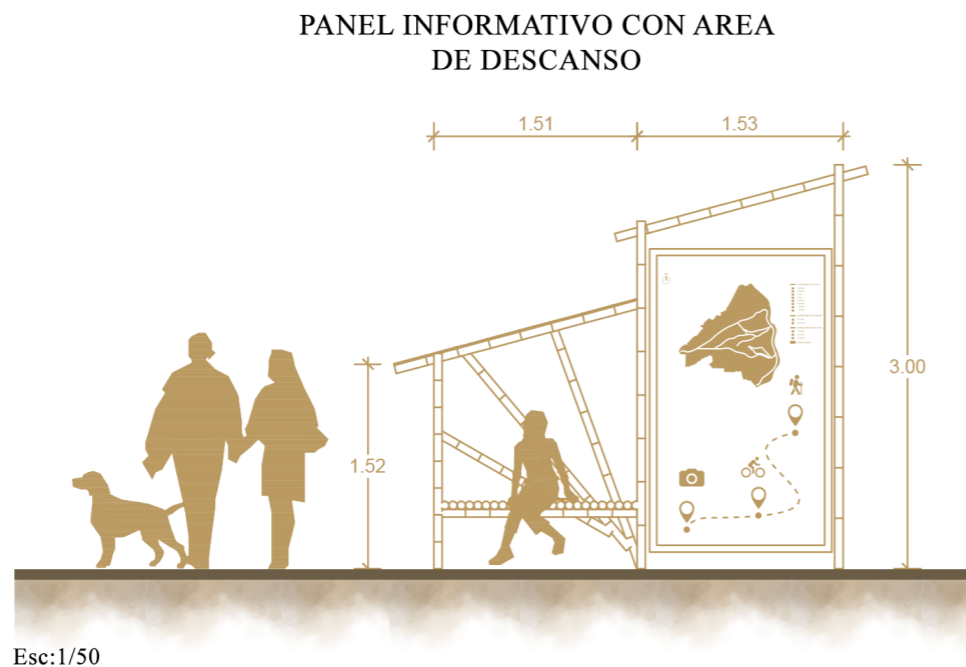 PANEL INFORMATIVO CON AREA
DE DESCANSO
1.51
1.53
3.00
1.52
Esc:1/50